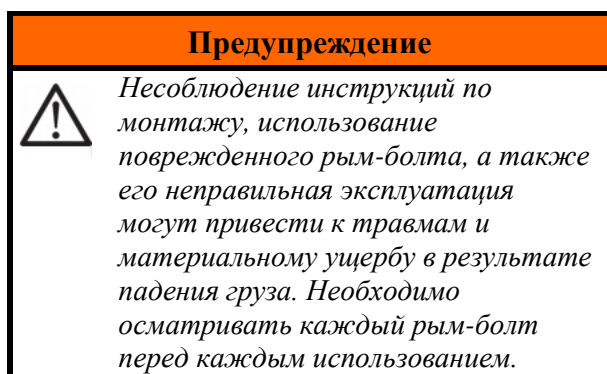 Предупреждение
Несоблюдение инструкций по
монтажу, использование
поврежденного рым-болта, а также
его неправильная эксплуатация
могут привести к травмам и
материальному ущербу в результате
падения груза. Необходимо
осматривать каждый рым-болт
перед каждым использованием.